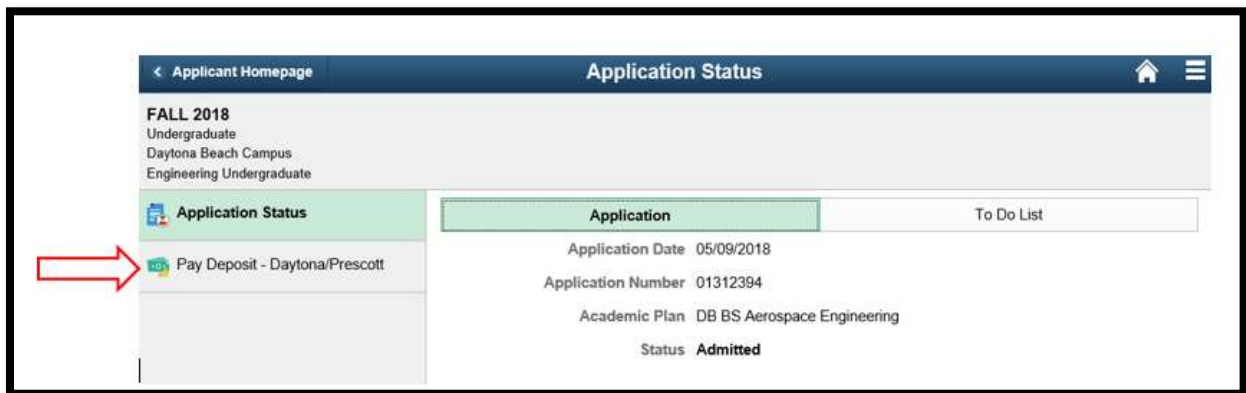 Applicant Homepage
Application Status
FALL 2018
Undergraduate
Daytona Beach Campus
Engineering Undergraduate
Application Status
Pay Deposit - Daytona/Prescott
Application
To Do List
Application Date 05/09/2018
Application Number 01312394
Academic Plan DB BS Aerospace Engineering
Status Admitted